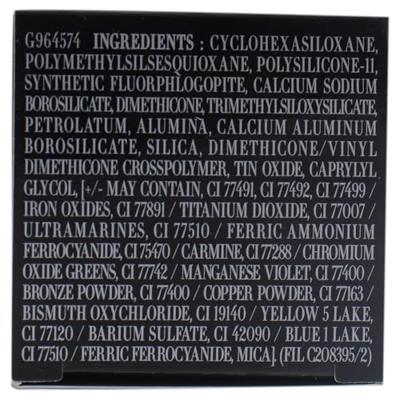 G964574 INGREDIENTS : CYCLOHEXASILOXANE,
POLYMETHYLSILSESQUIOXANE, POLYSILICONE-11,
SYNTHETIC FLUORPHLOGOPITE, CALCIUM SODIUM
BOROSILICATE, DIMETHICONE, TRIMETHYLSILOXYSILICATE,
PETROLATUM, ALUMINA, CALCIUM ALUMINUM
BOROSILICATE, SILICA, DIMETHICONE/VINYL
DIMETHICONE CROSSPOLYMER, TIN OXIDE, CAPRYLYL
GLYCOL, [+/- MAY CONTAIN, CI 77491, CI 77492, CI 77499 /
IRON OXIDES, CI 77891 / TITANIUM DIOXIDE, CI 77007 /
ULTRAMARINES, CI 77510 / FERRIC AMMONIUM
FERROCYANIDE, CI 75470 / CARMINE, CI 77288 / CHROMIUM
OXIDE GREENS, CI 77742 / MANGANESE VIOLET, CI 77400 /
BRONZE POWDER, CI 77400 / COPPER POWDER, CI 77163 /
BISMUTH OXYCHLORIDE, CI 19140 / YELLOW 5 LAKE,
CI 77120 / BARIUM SULFATE, CI 42090 / BLUE 1 LAKE,
CI 77510 / FERRIC FERROCYANIDE, MICA]. (FIL C208395/2)